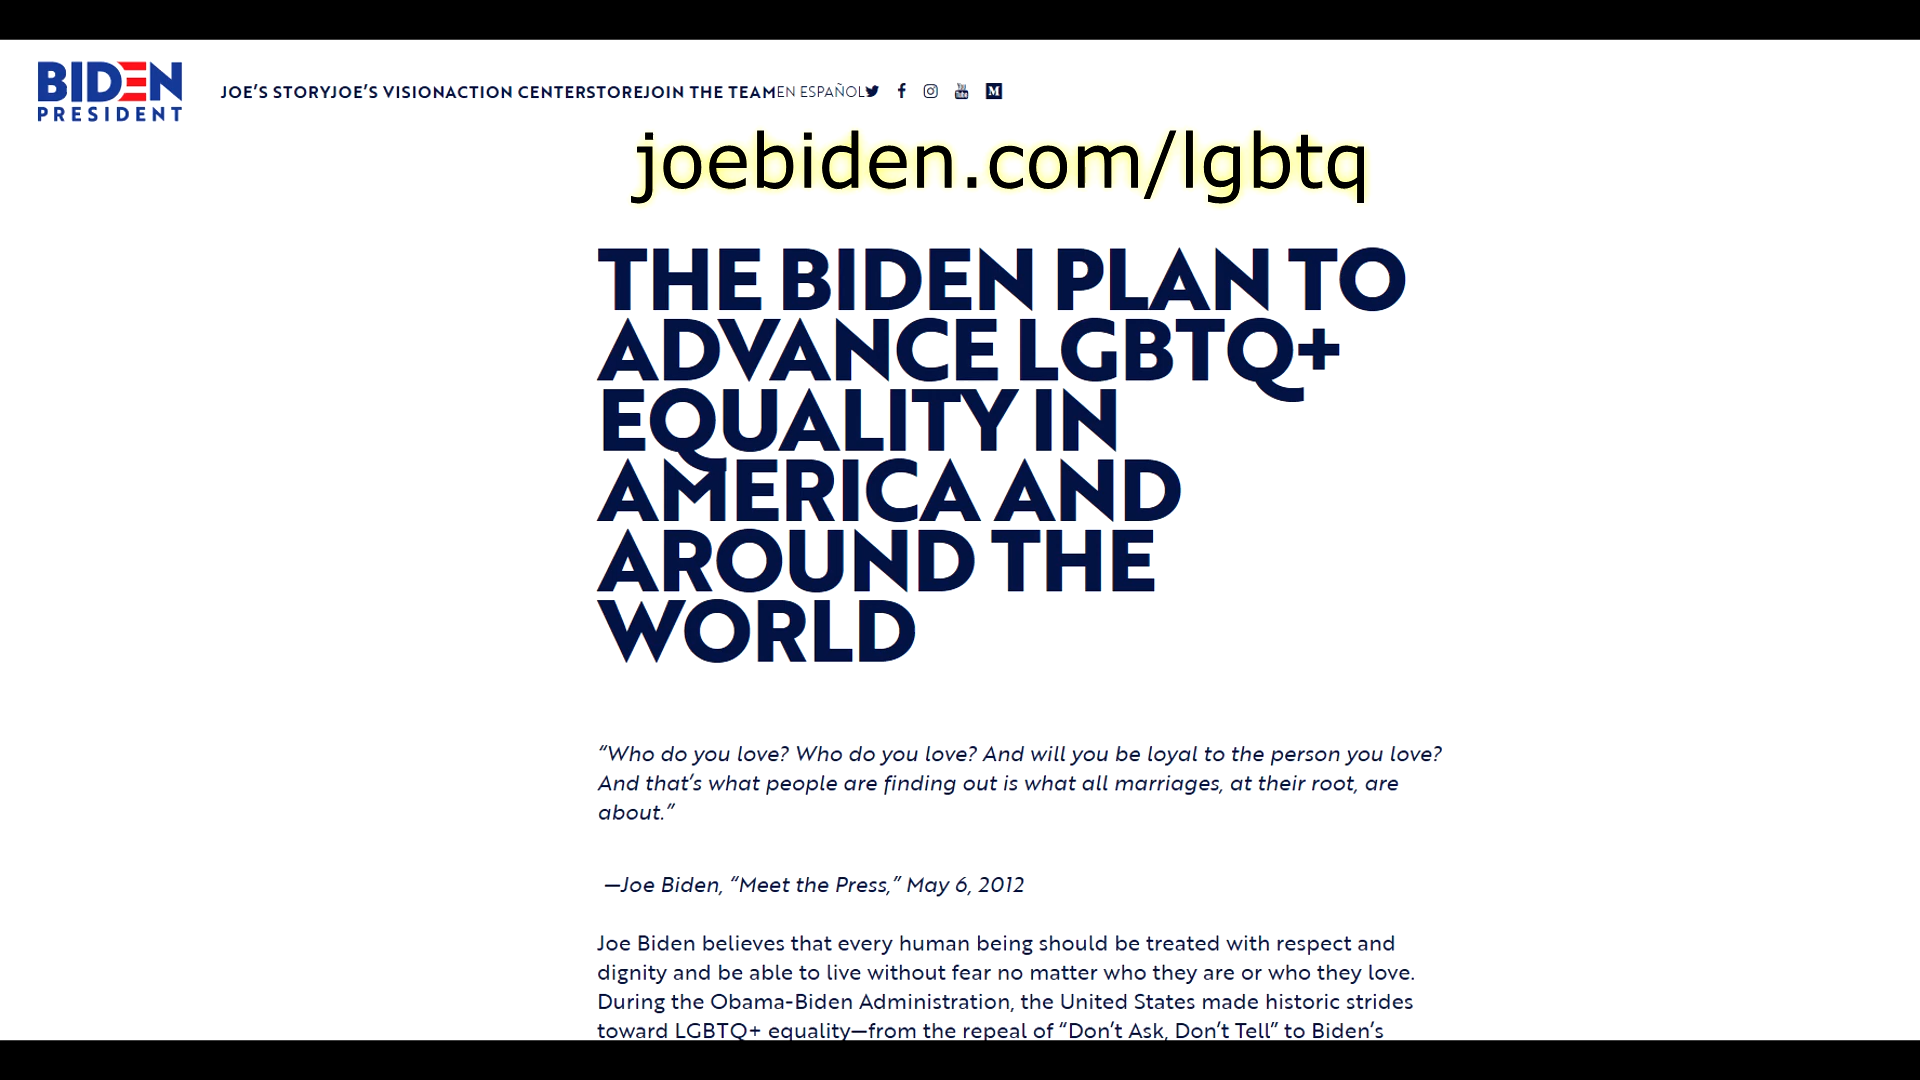 BIDEN
PRESIDENT
JOE’S STORYJOE’S VISIONACTION CENTERSTOREJOIN THE TEAMEN ESPAÑOL
joebiden.com/lgbtq
THE BIDEN PLAN TO
ADVANCE LGBTQ+
EQUALITY IN
AMERICA AND
AROUND THE
WORLD
“Who do you love? Who do you love? And will you be loyal to the person you love?
And that’s what people are finding out is what all marriages, at their root, are
about.”
—Joe Biden, “Meet the Press,” May 6, 2012
Joe Biden believes that every human being should be treated with respect and
dignity and be able to live without fear no matter who they are or who they love.
During the Obama-Biden Administration, the United States made historic strides
toward LGBTQ+ equality—from the repeal of “Don’t Ask, Don’t Tell” to Biden’s